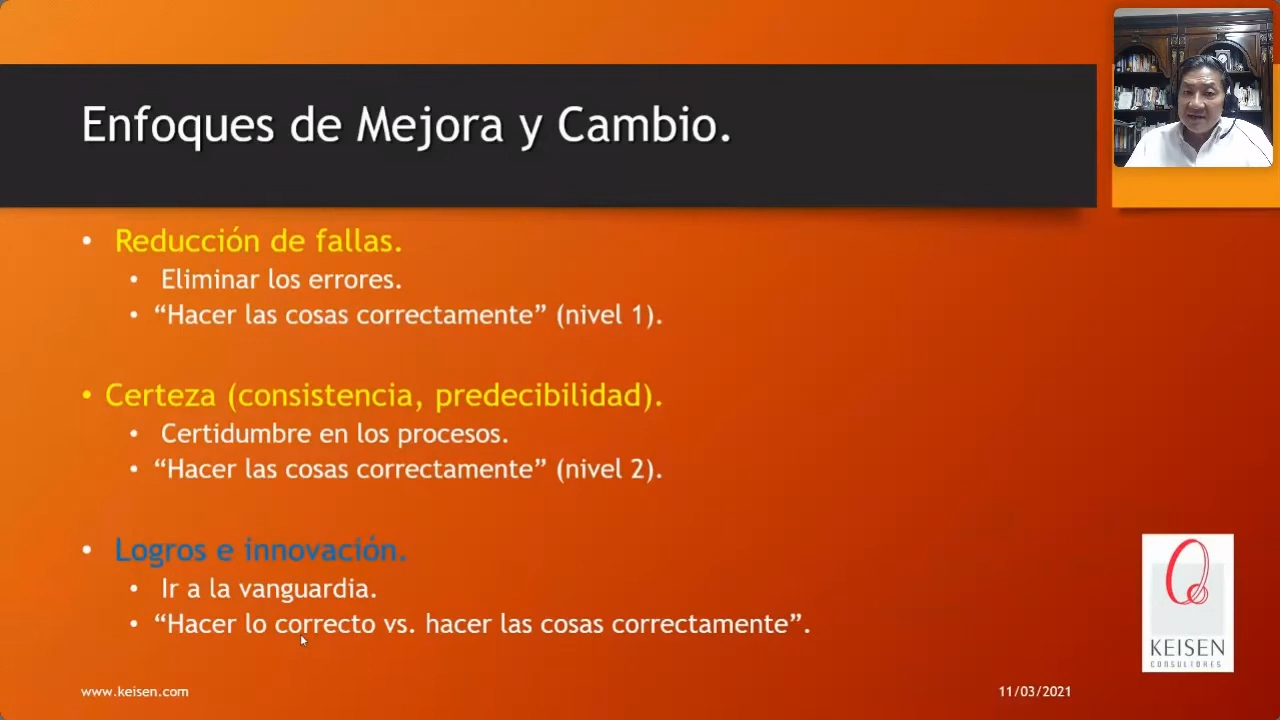 Enfoques de Mejora y Cambio.
• Reducción de fallas.
• Eliminar los errores.
• “Hacer las cosas correctamente” (nivel 1).
• Certeza (consistencia, predecibilidad).
• Certidumbre en los procesos.
• “Hacer las cosas correctamente” (nivel 2).
• Logros e innovación.
• Ir a la vanguardia.
• “Hacer lo correcto vs. hacer las cosas correctamente”.
KEISEN
CONSULTORES
www.keisen.com
11/03/2021